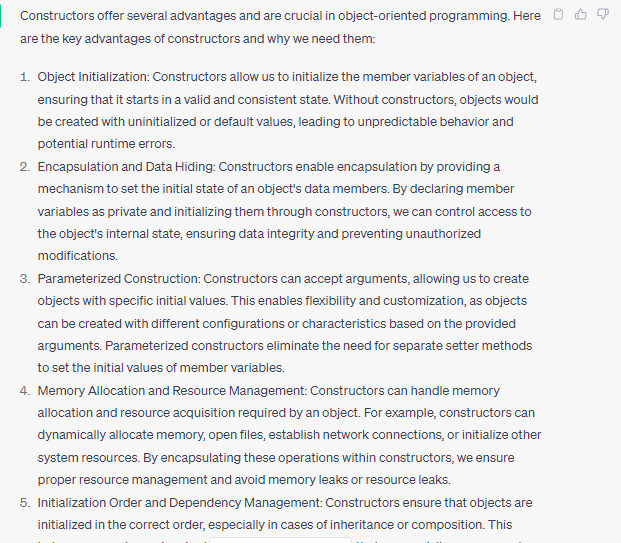 Constructors offer several advantages and are crucial in object-oriented programming. Here
are the key advantages of constructors and why we need them:
1. Object Initialization: Constructors allow us to initialize the member variables of an object,
ensuring that it starts in a valid and consistent state. Without constructors, objects would
be created with uninitialized or default values, leading to unpredictable behavior and
potential runtime errors.
2. Encapsulation and Data Hiding: Constructors enable encapsulation by providing a
mechanism to set the initial state of an object's data members. By declaring member
variables as private and initializing them through constructors, we can control access to
the object's internal state, ensuring data integrity and preventing unauthorized
modifications.
3. Parameterized Construction: Constructors can accept arguments, allowing us to create
objects with specific initial values. This enables flexibility and customization, as objects
can be created with different configurations or characteristics based on the provided
arguments. Parameterized constructors eliminate the need for separate setter methods
to set the initial values of member variables.
4. Memory Allocation and Resource Management: Constructors can handle memory
allocation and resource acquisition required by an object. For example, constructors can
dynamically allocate memory, open files, establish network connections, or initialize other
system resources. By encapsulating these operations within constructors, we ensure
proper resource management and avoid memory leaks or resource leaks.
5. Initialization Order and Dependency Management: Constructors ensure that objects are
initialized in the correct order, especially in cases of inheritance or composition. This